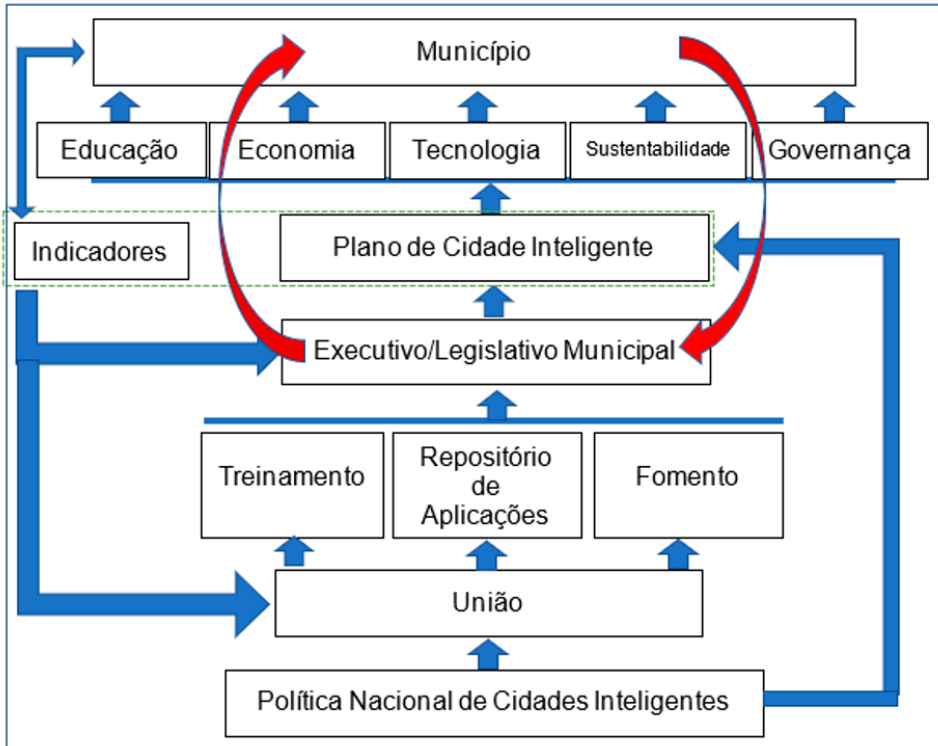 Município
Educação
Economia
Tecnologia
Sustentabilidade
Governança
Indicadores
Plano de Cidade Inteligente
Executivo/Legislativo Municipal
Treinamento
Repositório
de
Aplicações
Fomento
União
Política Nacional de Cidades Inteligentes